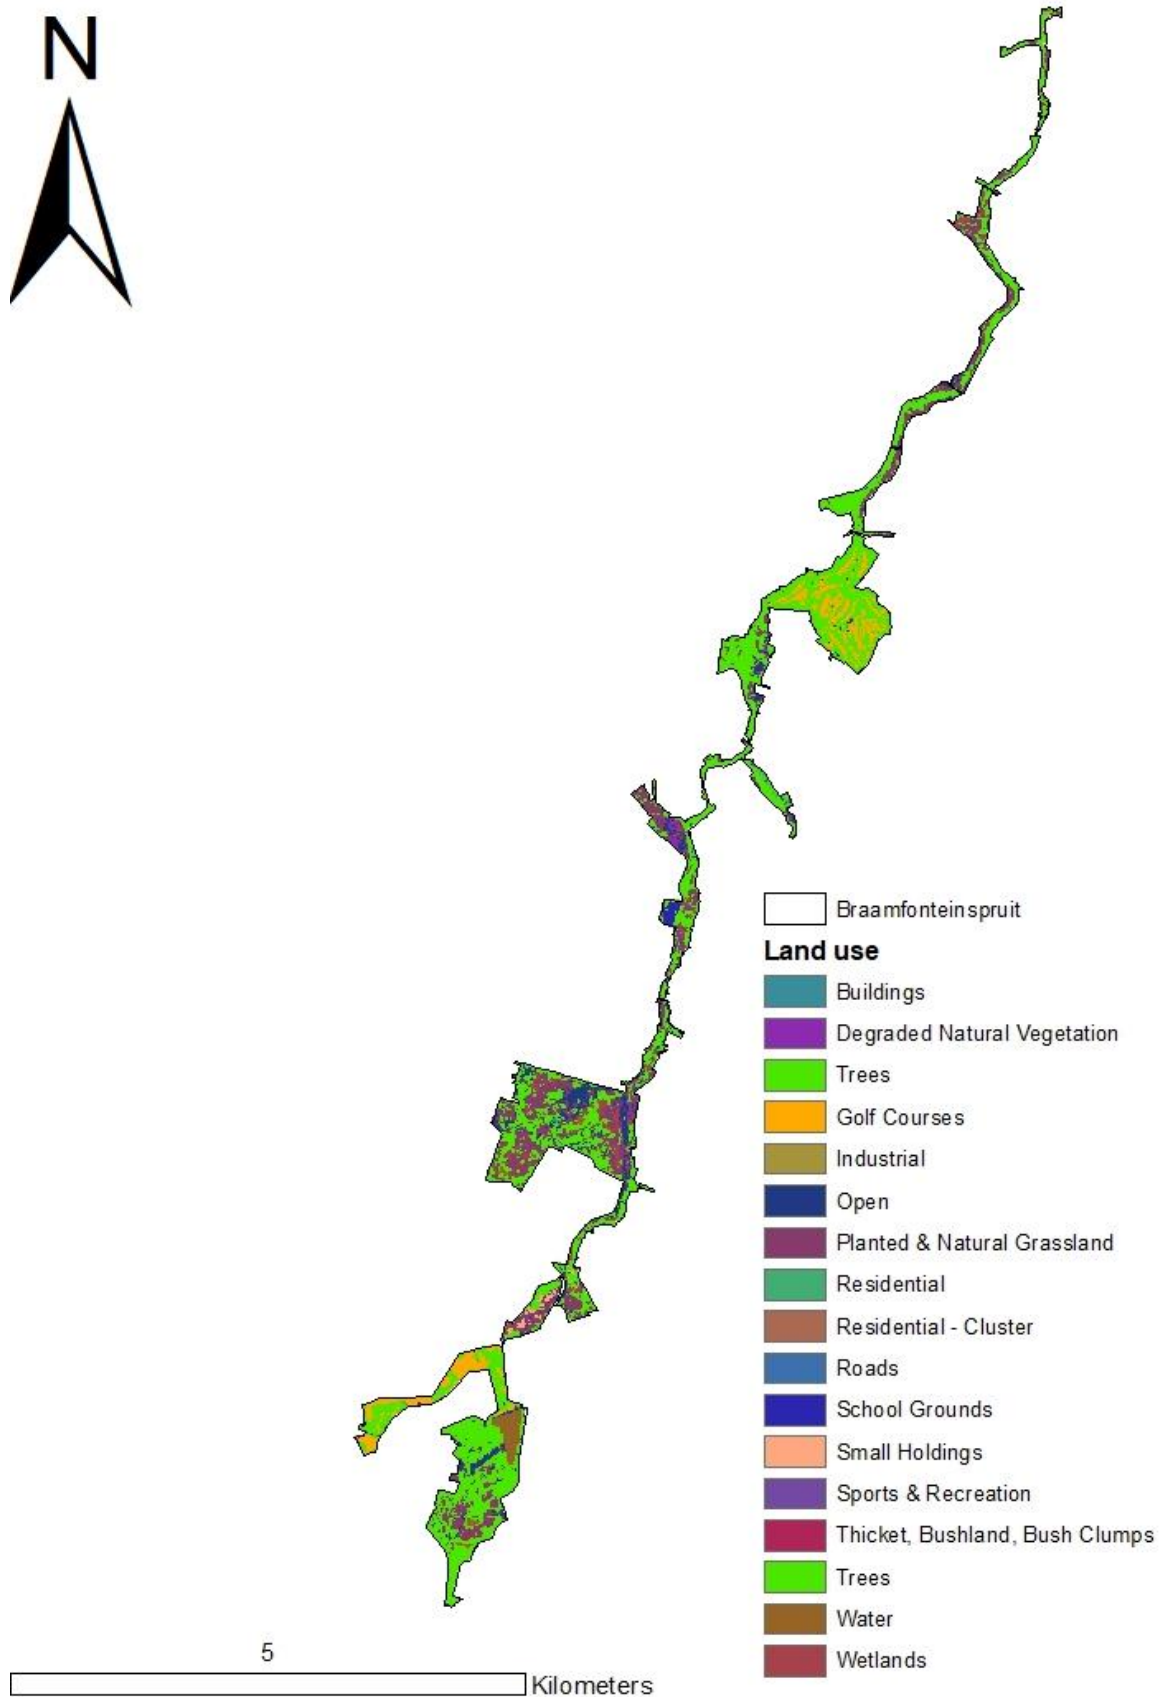 N
Braamfonteinspruit
Land use
Buildings
Degraded Natural Vegetation
Trees
Golf Courses
Industrial
Open
Planted & Natural Grassland
Residential
Residential - Cluster
Roads
School Grounds
Small Holdings
Sports & Recreation
Thicket, Bushland, Bush Clumps
Trees
Water
Wetlands
5
Kilometers